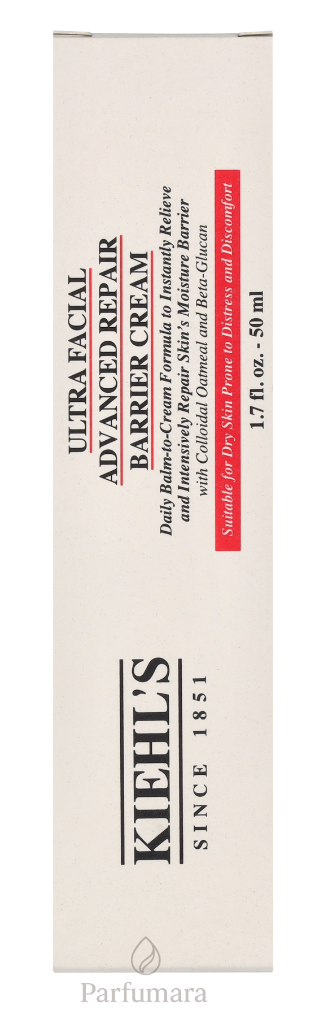 KIEHL'S
SINCE 1851
ULTRA FACIAL
ADVANCED REPAIR
BARRIER CREAM
Daily Balm-to-Cream Formula to Instantly Relieve
and Intensively Repair Skin's Moisture Barrier
with Colloidal Oatmeal and Beta-Glucan
Suitable for Dry Skin Prone to Distress and Discomfort
1.7 fl. oz. - 50 ml
Parfumara